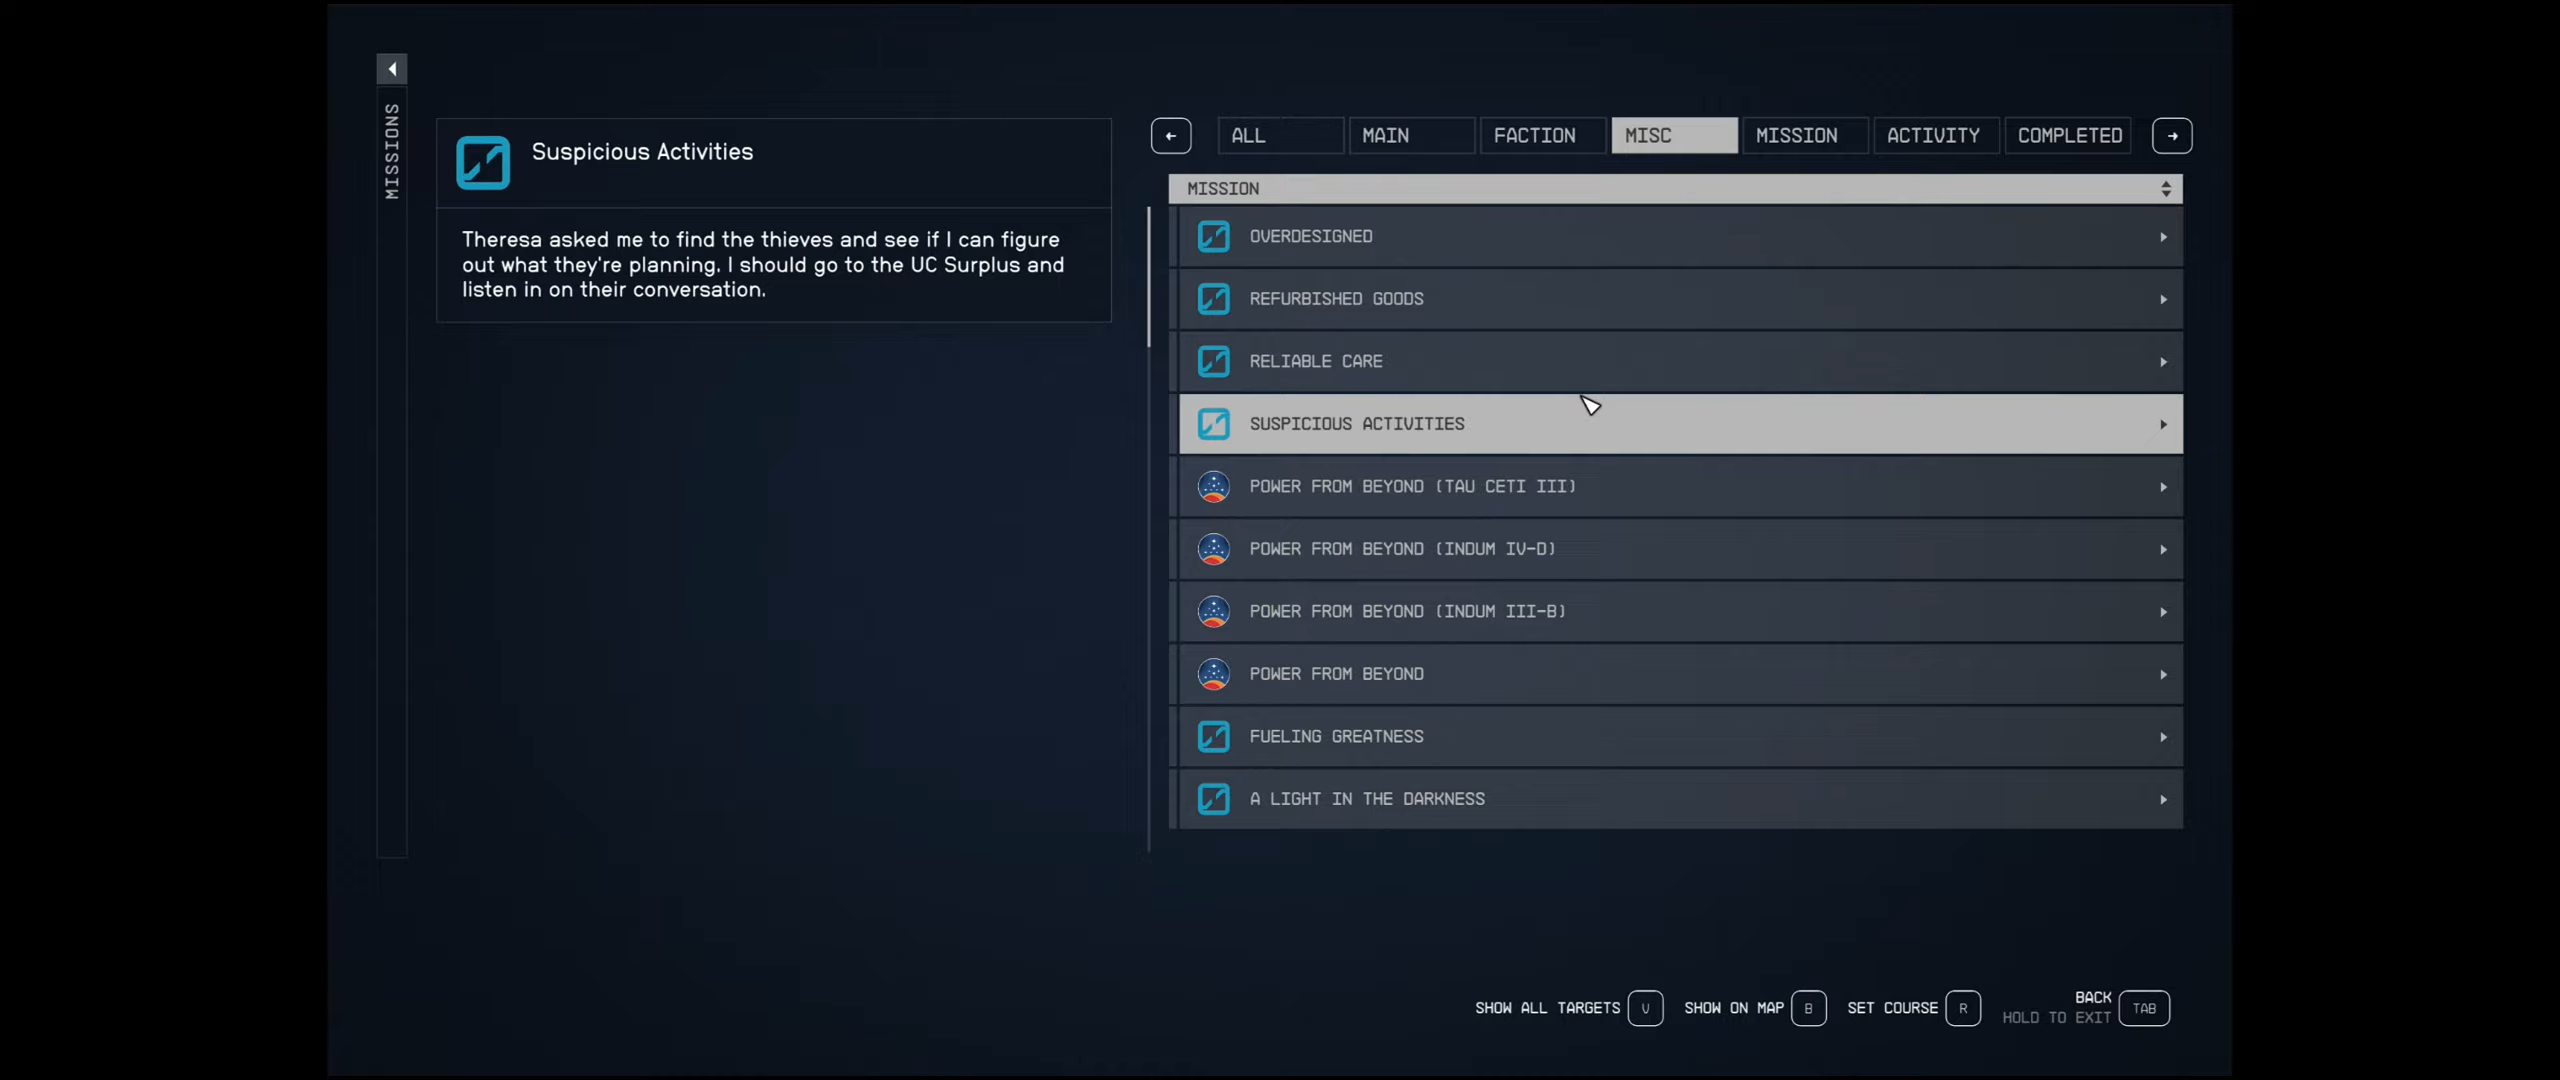 MISSIONS
Suspicious Activities
Theresa asked me to find the thieves and see if I can figure
out what they're planning. I should go to the UC Surplus and
listen in on their conversation.
ALL MAIN FACTION MISC MISSION ACTIVITY COMPLETED
MISSION
OVERDESIGNED
REFURBISHED GOODS
RELIABLE CARE
SUSPICIOUS ACTIVITIES
POWER FROM BEYOND (TAU CETI III)
POWER FROM BEYOND (INDUM IV-D)
POWER FROM BEYOND (INDUM III-B)
POWER FROM BEYOND
FUELING GREATNESS
A LIGHT IN THE DARKNESS
SHOW ALL TARGETS V SHOW ON MAP B SET COURSE R BACK TAB
HOLD TO EXIT